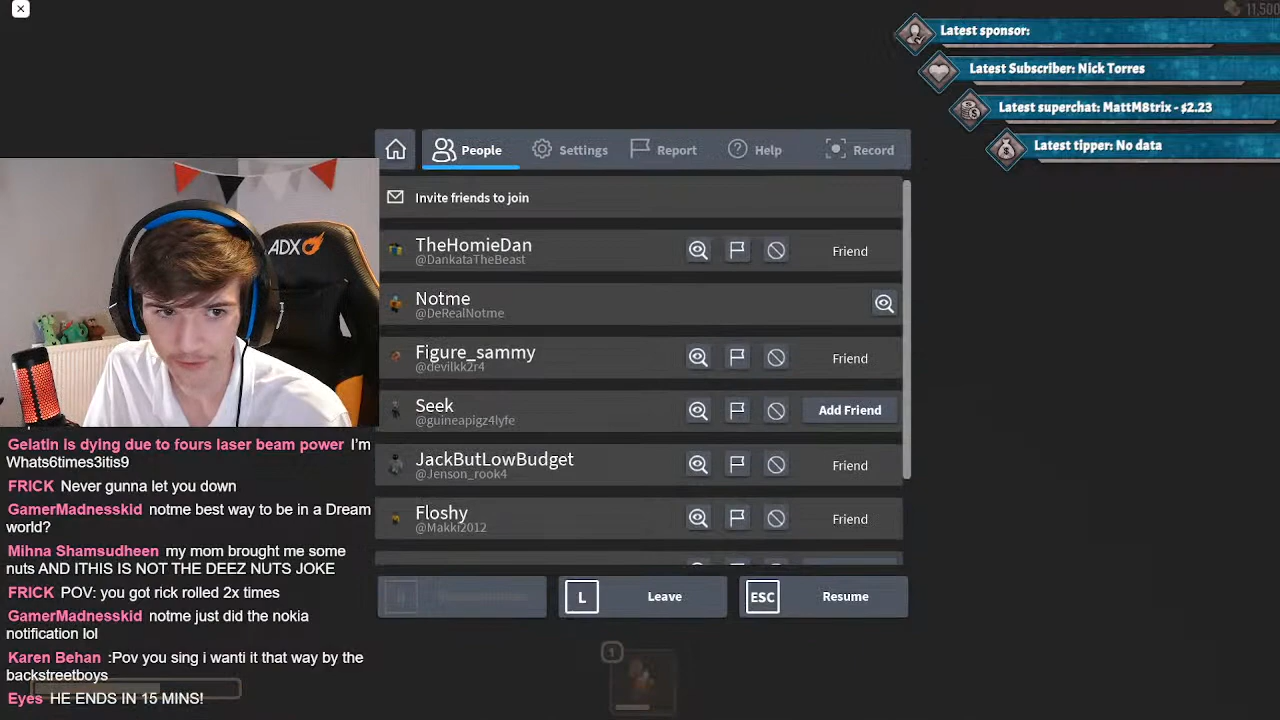 11,500
Latest sponsor:
Latest Subscriber: Nick Torres
Latest superchat: MattM8trix - $2.23
Latest tipper: No data
People Settings Report Help Record
Invite friends to join
TheHomieDan
@DankataTheBeast
Friend
Notme
@DeRealNotme
Figure_sammy
@devilkk2r4
Friend
Seek
@guineapigz4lyfe
Add Friend
JackButLowBudget
@Jenson_rook4
Friend
Floshy
@Makki2012
Friend
L Leave
ESC Resume
1
ADX
Gelatin is dying due to fours laser beam power I'm
Whats6times3itis9
FRICK Never gunna let you down
GamerMadnesskid notme best way to be in a Dream
world?
Mihna Shamsudheen my mom brought me some
nuts AND ITHIS IS NOT THE DEEZ NUTS JOKE
FRICK POV: you got rick rolled 2x times
GamerMadnesskid notme just did the nokia
notification lol
Karen Behan :Pov you sing i wanti it that way by the
backstreetboys
Eyes HE ENDS IN 15 MINS!